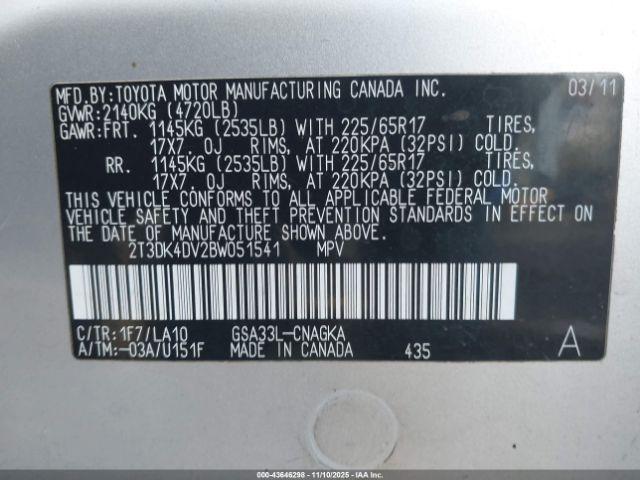 MFD.BY:TOYOTA MOTOR MANUFACTURING CANADA INC. 03/11
GVWR:2140KG (4720LB)
GAWR:FRT. 1145KG (2535LB) WITH 225/65R17 TIRES,
17X7. 0J RIMS, AT 220KPA (32PSI) COLD.
RR. 1145KG (2535LB) WITH 225/65R17 TIRES,
17X7. 0J RIMS, AT 220KPA (32PSI) COLD.
THIS VEHICLE CONFORMS TO ALL APPLICABLE FEDERAL MOTOR
VEHICLE SAFETY AND THEFT PREVENTION STANDARDS IN EFFECT ON
THE DATE OF MANUFACTURE SHOWN ABOVE.
2T3DK4DV2BW051541 MPV
C/TR:1F7/LA10 GSA33L-CNAGKA
A/TM:-03A/U151F MADE IN CANADA 435 A
000-43646298 - 11/10/2025 - IAAI.COM